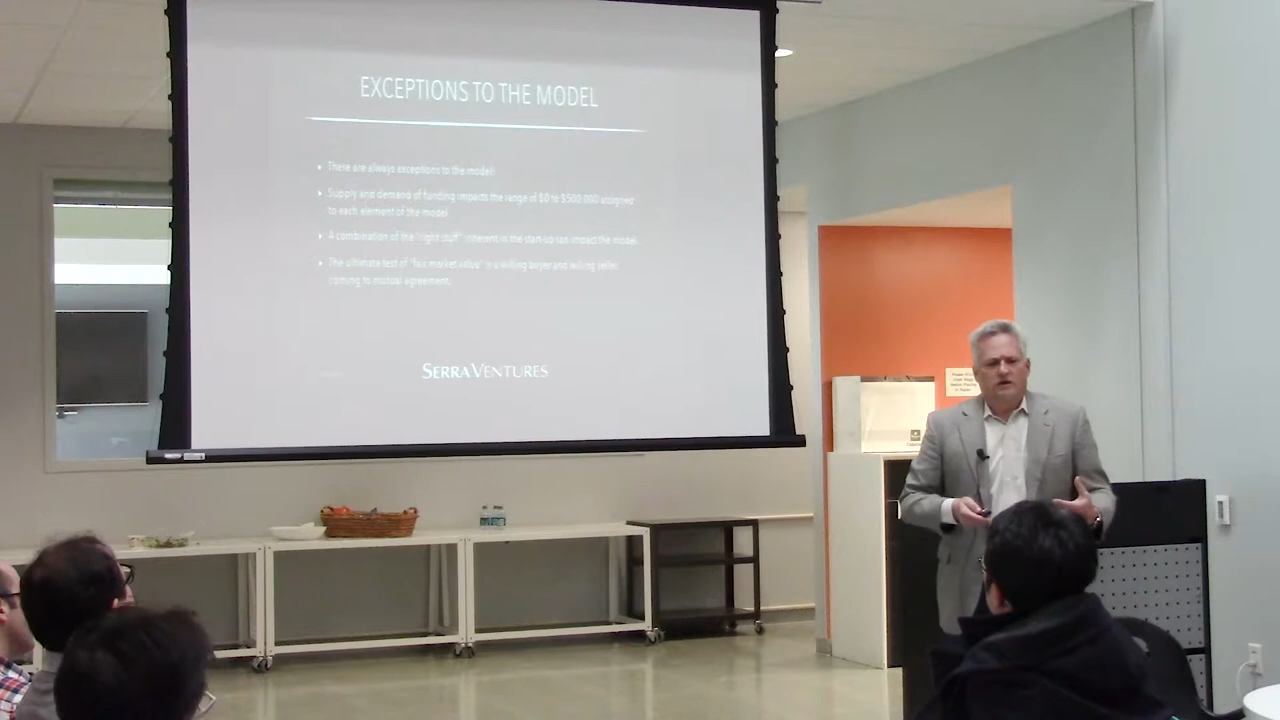 EXCEPTIONS TO THE MODEL
There are always exceptions to the model!
Supply and demand of funding impacts the range of $0 to $500,000 assigned
to each element of the model
A combination of the "right stuff" inherent in the start-up can impact the model.
The ultimate test of "fair market value" is a willing buyer and willing seller
coming to mutual agreement.
SERRA VENTURES